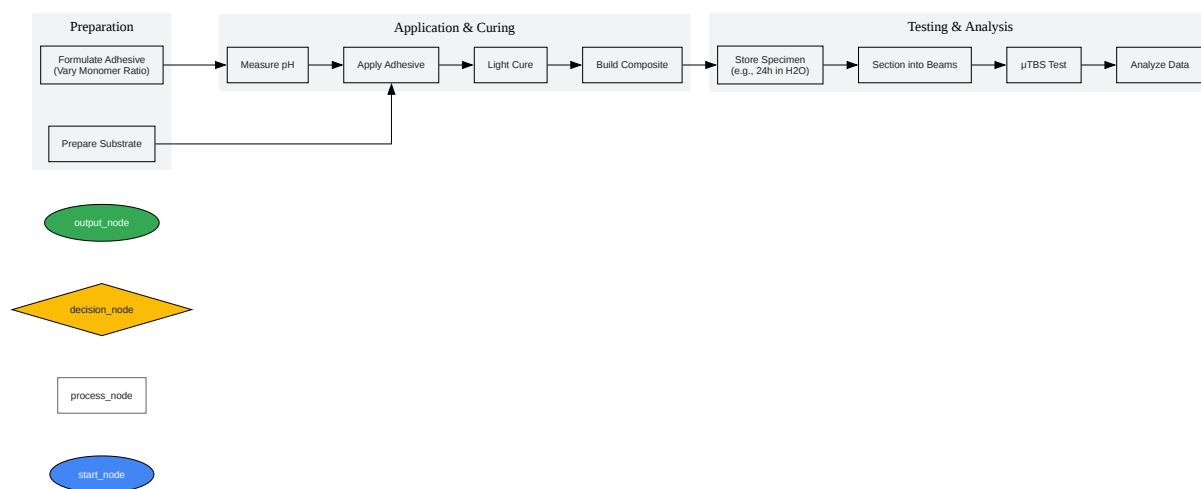 Preparation
Application & Curing
Testing & Analysis
Formulate Adhesive
(Vary Monomer Ratio)
Measure pH
Apply Adhesive
Light Cure
Build Composite
Store Specimen
(e.g., 24h in H2O)
Section into Beams
μTBS Test
Analyze Data
Prepare Substrate
output_node
decision_node
process_node
start_node